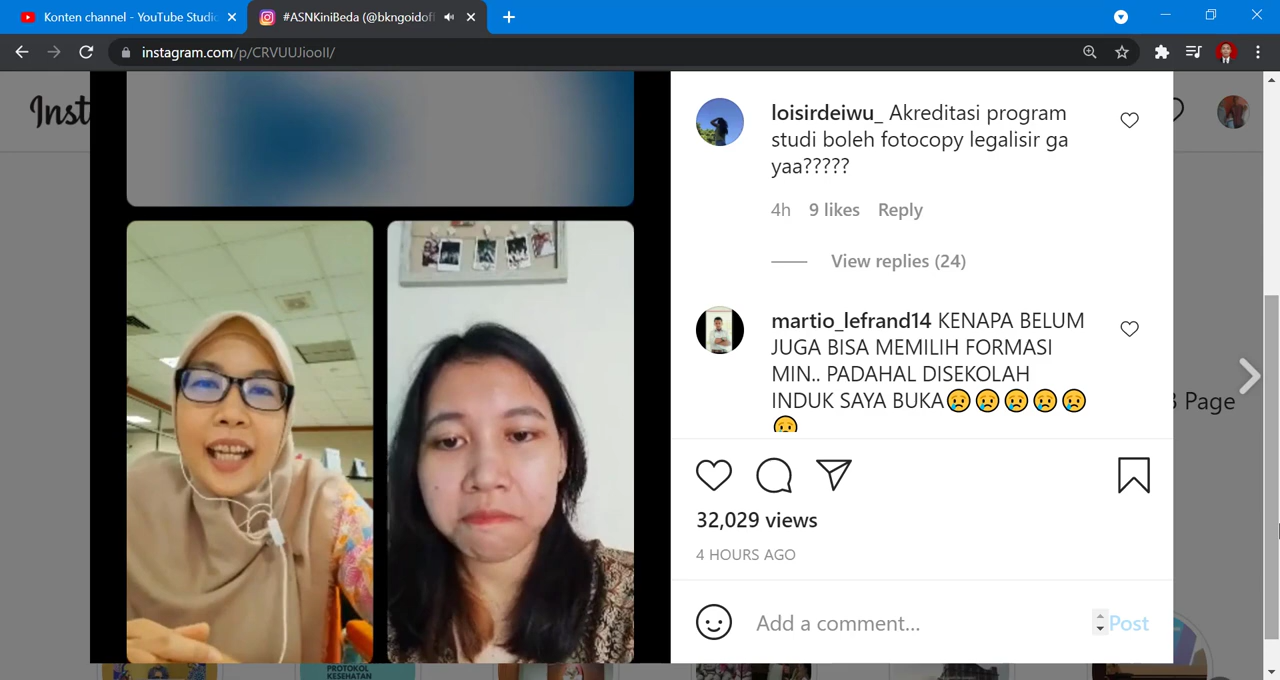 Konten channel - YouTube Studio
#ASNKiniBeda (@bkngoidofi
instagram.com/p/CRVUUJiooII/
Inst
loisirdeiwu_ Akreditasi program
studi boleh fotocopy legalisir ga
yaa?????
4h 9 likes Reply
View replies (24)
martio_lefrand14 KENAPA BELUM
JUGA BISA MEMILIH FORMASI
MIN.. PADAHAL DISEKOLAH
INDUK SAYA BUKA😥😥😥😥😥
😥
Page
32,029 views
4 HOURS AGO
Add a comment...
Post
PROTOKOL
KESEHATAN